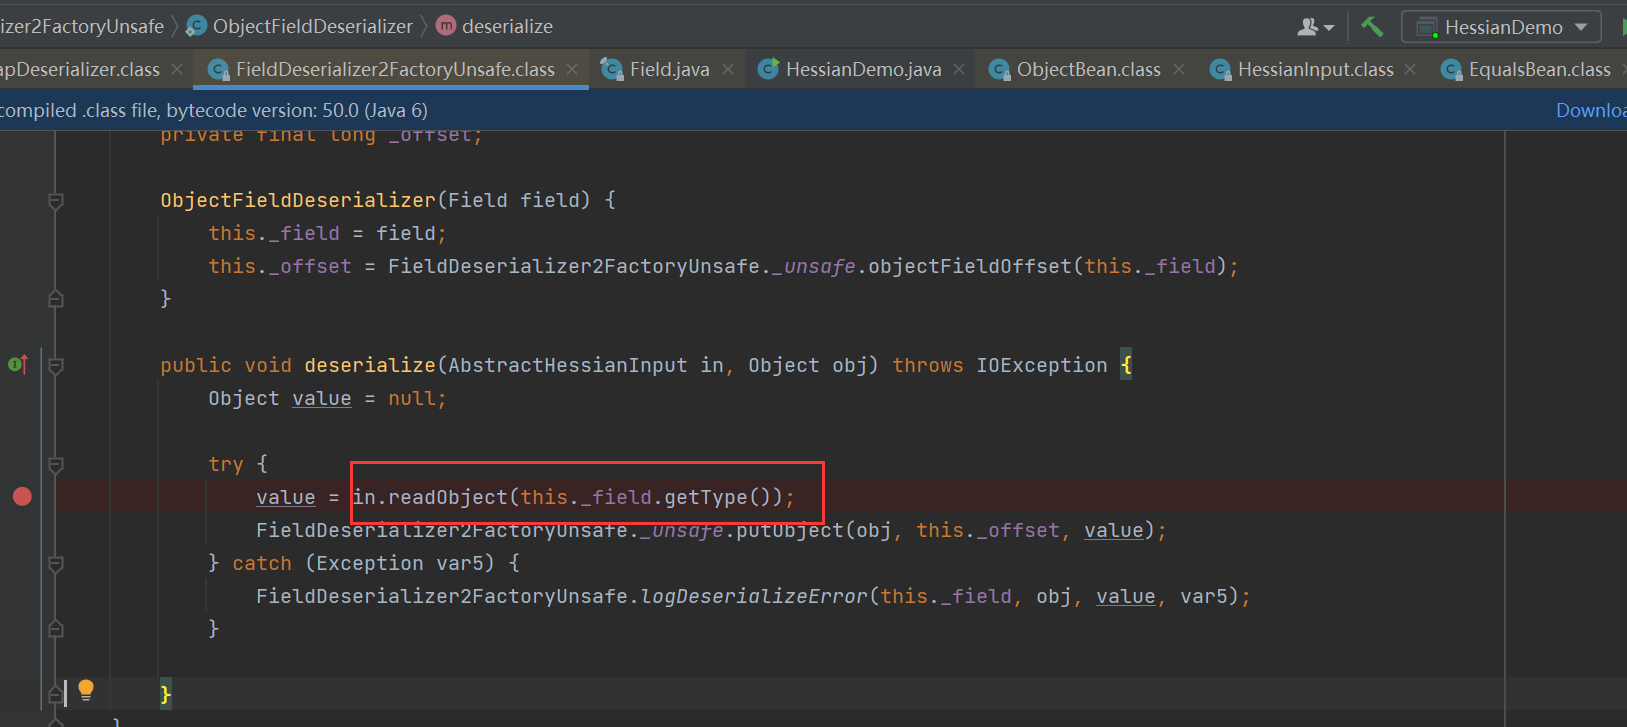 izer2FactoryUnsafe ObjectFieldDeserializer m deserialize HessianDemo
apDeserializer.class FieldDeserializer2FactoryUnsafe.class Field.java HessianDemo.java ObjectBean.class HessianInput.class EqualsBean.class
compiled .class file, bytecode version: 50.0 (Java 6) Downloa
private final long _offset;
ObjectFieldDeserializer(Field field) {
this._field = field;
this._offset = FieldDeserializer2FactoryUnsafe._unsafe.objectFieldOffset(this._field);
}
public void deserialize(AbstractHessianInput in, Object obj) throws IOException {
Object value = null;
try {
value = in.readObject(this._field.getType());
FieldDeserializer2FactoryUnsafe._unsafe.putObject(obj, this._offset, value);
} catch (Exception var5) {
FieldDeserializer2FactoryUnsafe.logDeserializeError(this._field, obj, value, var5);
}
}
}